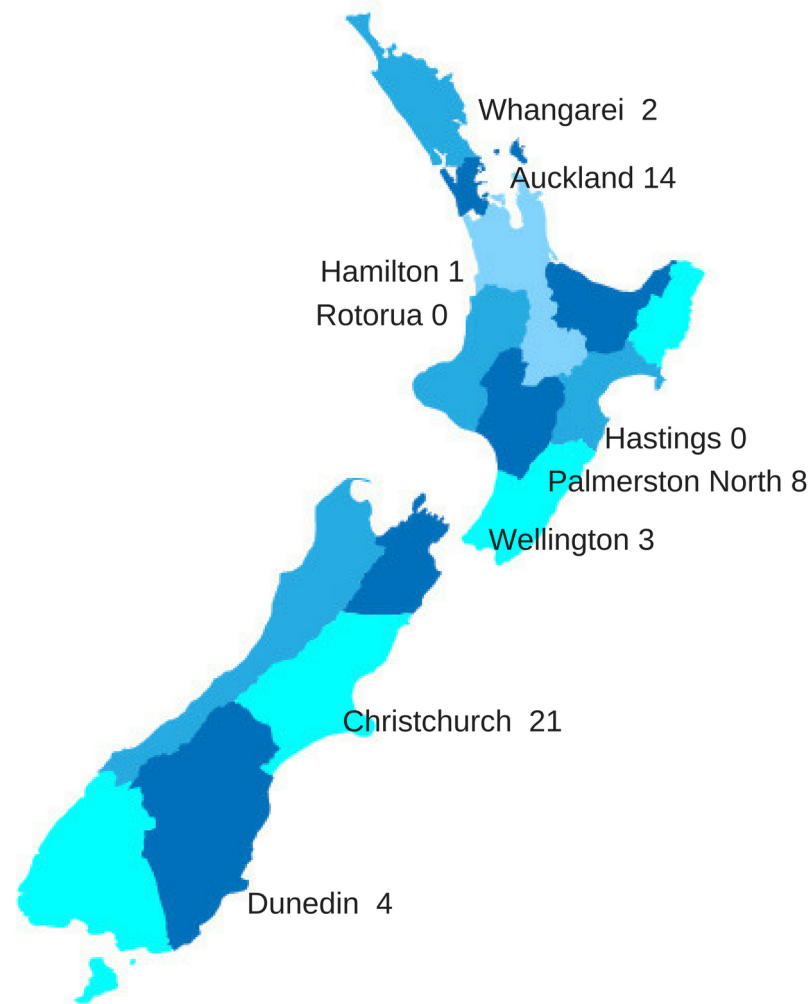 Whangarei 2
Auckland 14
Hamilton 1
Rotorua 0
Hastings 0
Palmerston North 8
Wellington 3
Christchurch 21
Dunedin 4